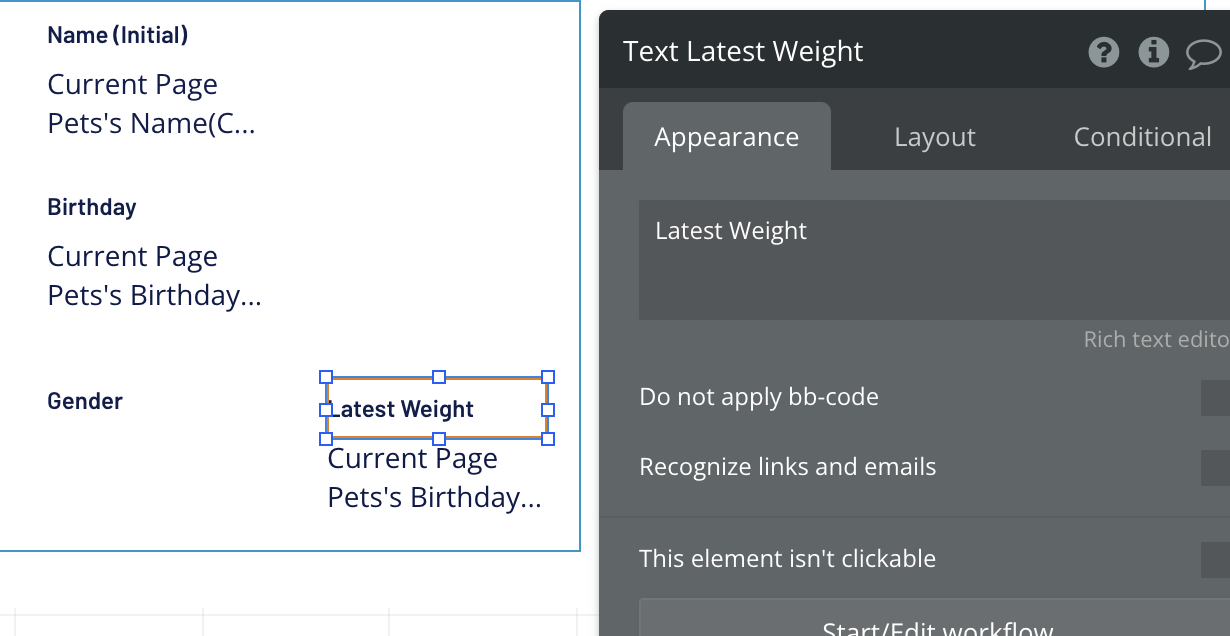 Name (Initial)
Current Page
Pets's Name(C...
Birthday
Current Page
Pets's Birthday...
Gender
Latest Weight
Current Page
Pets's Birthday...
Text Latest Weight
Appearance
Layout
Conditional
Latest Weight
Rich text edito
Do not apply bb-code
Recognize links and emails
This element isn't clickable
Start/Edit workflow